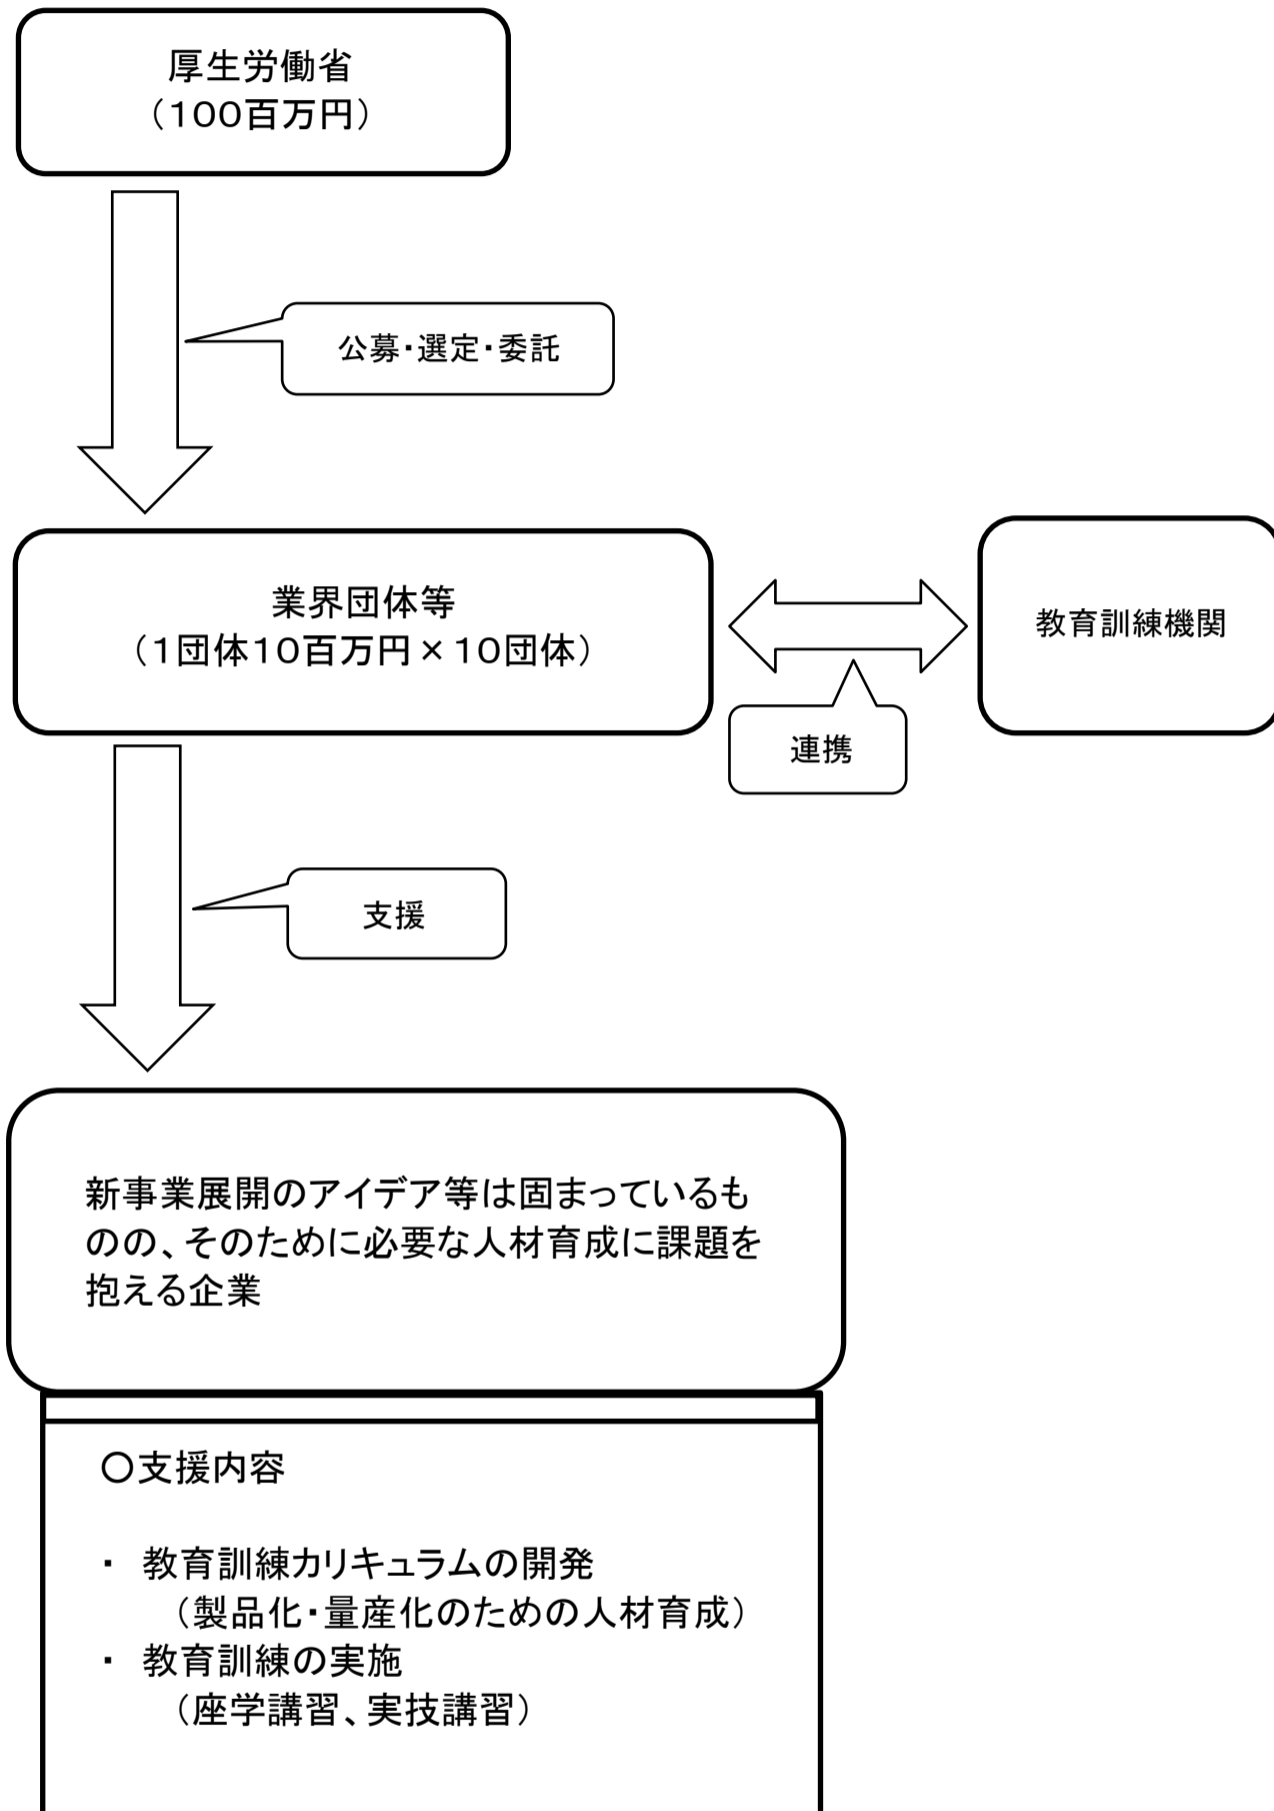 厚生労働省
（100百万円）
公募・選定・委託
業界団体等
（1団体10百万円×10団体）
教育訓練機関
連携
支援
新事業展開のアイデア等は固まっているも
のの、そのために必要な人材育成に課題を
抱える企業
○支援内容
・ 教育訓練カリキュラムの開発
（製品化・量産化のための人材育成）
・ 教育訓練の実施
（座学講習、実技講習）